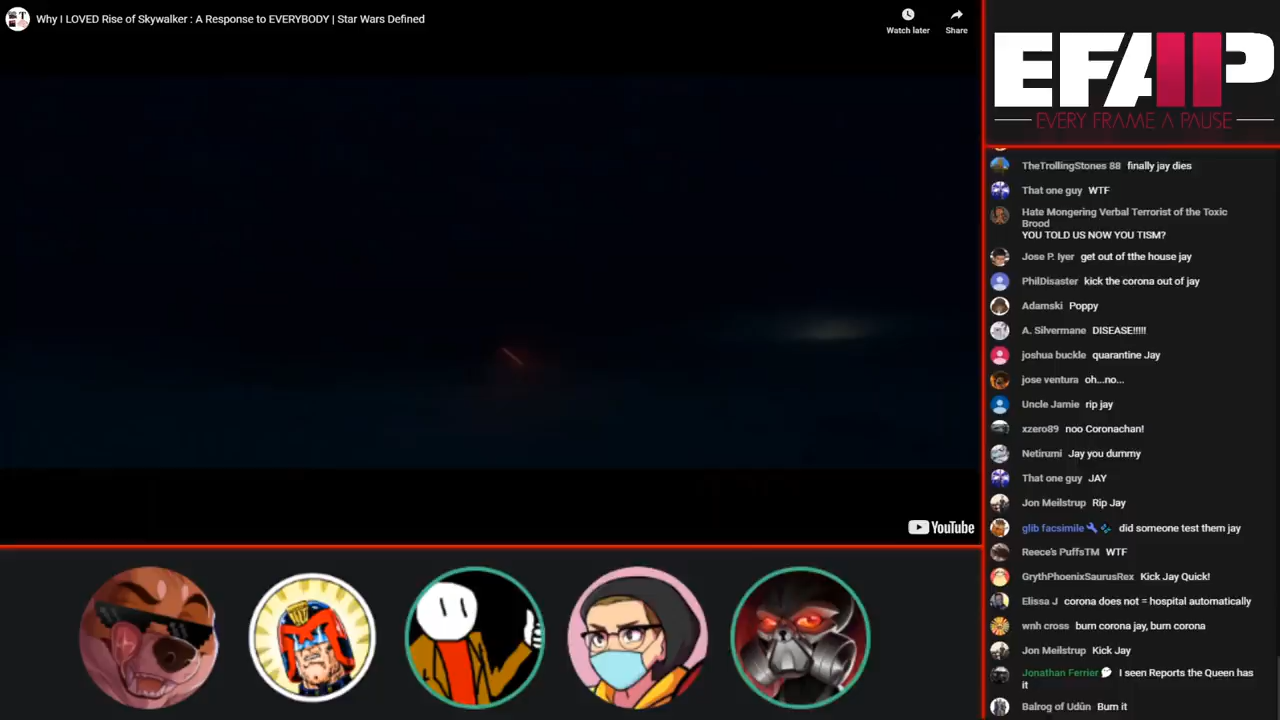 Why I LOVED Rise of Skywalker : A Response to EVERYBODY | Star Wars Defined
Watch later
Share
YouTube
EFAP
EVERY FRAME A PAUSE
TheTrollingStones 88 finally jay dies
That one guy WTF
Hate Mongering Verbal Terrorist of the Toxic
Brood
YOU TOLD US NOW YOU TISM?
Jose P. Iyer get out of tthe house jay
PhilDisaster kick the corona out of jay
Adamski Poppy
A. Silvermane DISEASE!!!!!
joshua buckle quarantine Jay
jose ventura oh...no...
Uncle Jamie rip jay
xzero89 noo Coronachan!
Netirumi Jay you dummy
That one guy JAY
Jon Meilstrup Rip Jay
glib facsimile did someone test them jay
Reece's PuffsTM WTF
GrythPhoenixSaurusRex Kick Jay Quick!
Elissa J corona does not = hospital automatically
wnh cross burn corona jay, burn corona
Jon Meilstrup Kick Jay
Jonathan Ferrier I seen Reports the Queen has
it
Balrog of Udûn Burn it